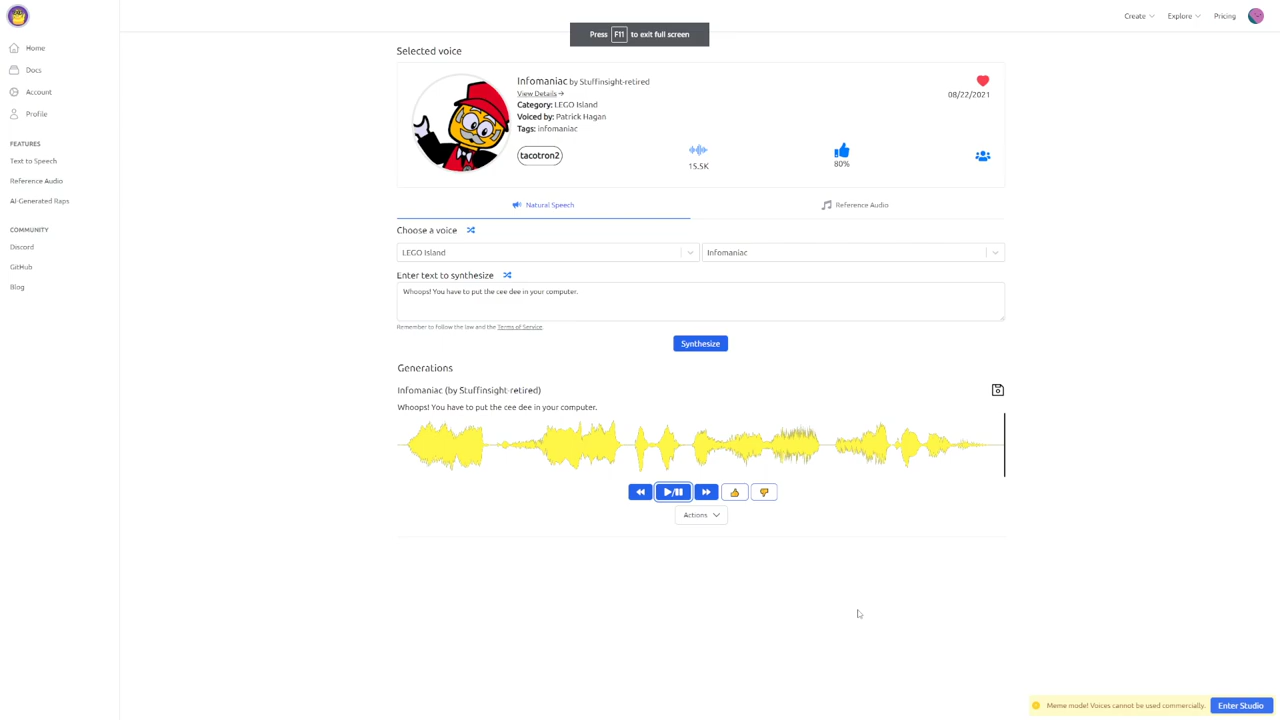 Create
Explore
Pricing
Press F11 to exit full screen
Home
Docs
Account
Profile
FEATURES
Text to Speech
Reference Audio
AI-Generated Raps
COMMUNITY
Discord
GitHub
Blog
Selected voice
Infomaniac by Stuffinsight-retired
View Details →
Category: LEGO Island
Voiced by: Patrick Hagan
Tags: infomaniac
tacotron2
15.5K
80%
08/22/2021
Natural Speech
Reference Audio
Choose a voice
LEGO Island
Infomaniac
Enter text to synthesize
Whoops! You have to put the cee dee in your computer.
Remember to follow the law and the Terms of Service.
Synthesize
Generations
Infomaniac (by Stuffinsight-retired)
Whoops! You have to put the cee dee in your computer.
Actions
Meme mode! Voices cannot be used commercially.
Enter Studio